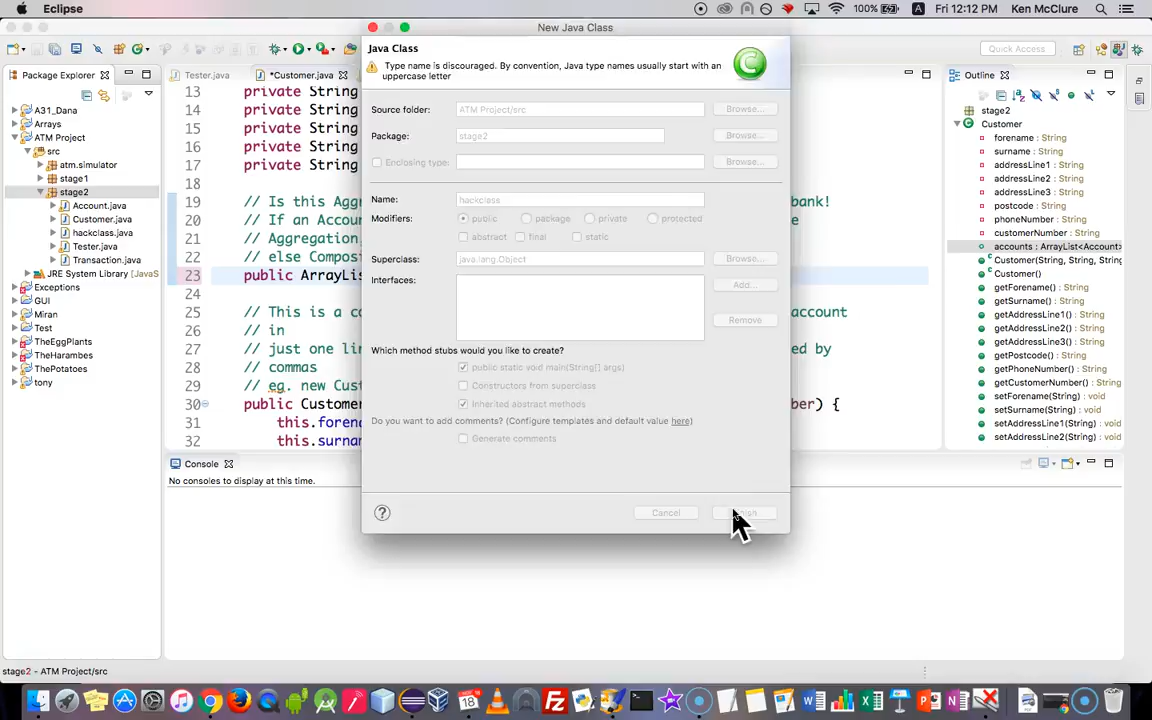 Eclipse
100%
Fri 12:12 PM
Ken McClure
New Java Class
Java Class
Type name is discouraged. By convention, Java type names usually start with an
uppercase letter
Source folder:
ATM Project/src
Browse...
Package:
stage2
Browse...
Enclosing type:
Browse...
Name:
hackclass
Modifiers:
public
package
private
protected
abstract
final
static
Superclass:
java.lang.Object
Browse...
Interfaces:
Add...
Remove
Which method stubs would you like to create?
public static void main(String[] args)
Constructors from superclass
Inherited abstract methods
Do you want to add comments? (Configure templates and default value here)
Generate comments
Cancel
Quick Access
Package Explorer
A31_Dana
Arrays
ATM Project
src
atm.simulator
stage1
stage2
Account.java
Customer.java
hackclass.java
Tester.java
Transaction.java
JRE System Library [JavaS
Exceptions
GUI
Miran
Test
TheEggPlants
TheHarambes
ThePotatoes
tony
Tester.java
*Customer.java
13 private String
14 private String
15 private String
16 private String
17 private String
18
19 // Is this Aggr bank!
20 // If an Accou e
21 // Aggregation
22 // else Compos
23 public ArrayLis
24
25 // This is a co account
26 // in
27 // just one lin ed by
28 // commas
29 // eg. new Cust
30 public Customer ber) {
31 this.foren
32 this.surna
Outline
stage2
Customer
forename : String
surname : String
addressLine1 : String
addressLine2 : String
addressLine3 : String
postcode : String
phoneNumber : String
customerNumber : String
accounts : ArrayList<Account>
Customer(String, String, String
Customer()
getForename() : String
getSurname() : String
getAddressLine1() : String
getAddressLine2() : String
getAddressLine3() : String
getPostcode() : String
getPhoneNumber() : String
getCustomerNumber() : String
setForename(String) : void
setSurname(String) : void
setAddressLine1(String) : void
setAddressLine2(String) : void
Console
No consoles to display at this time.
stage2 - ATM Project/src